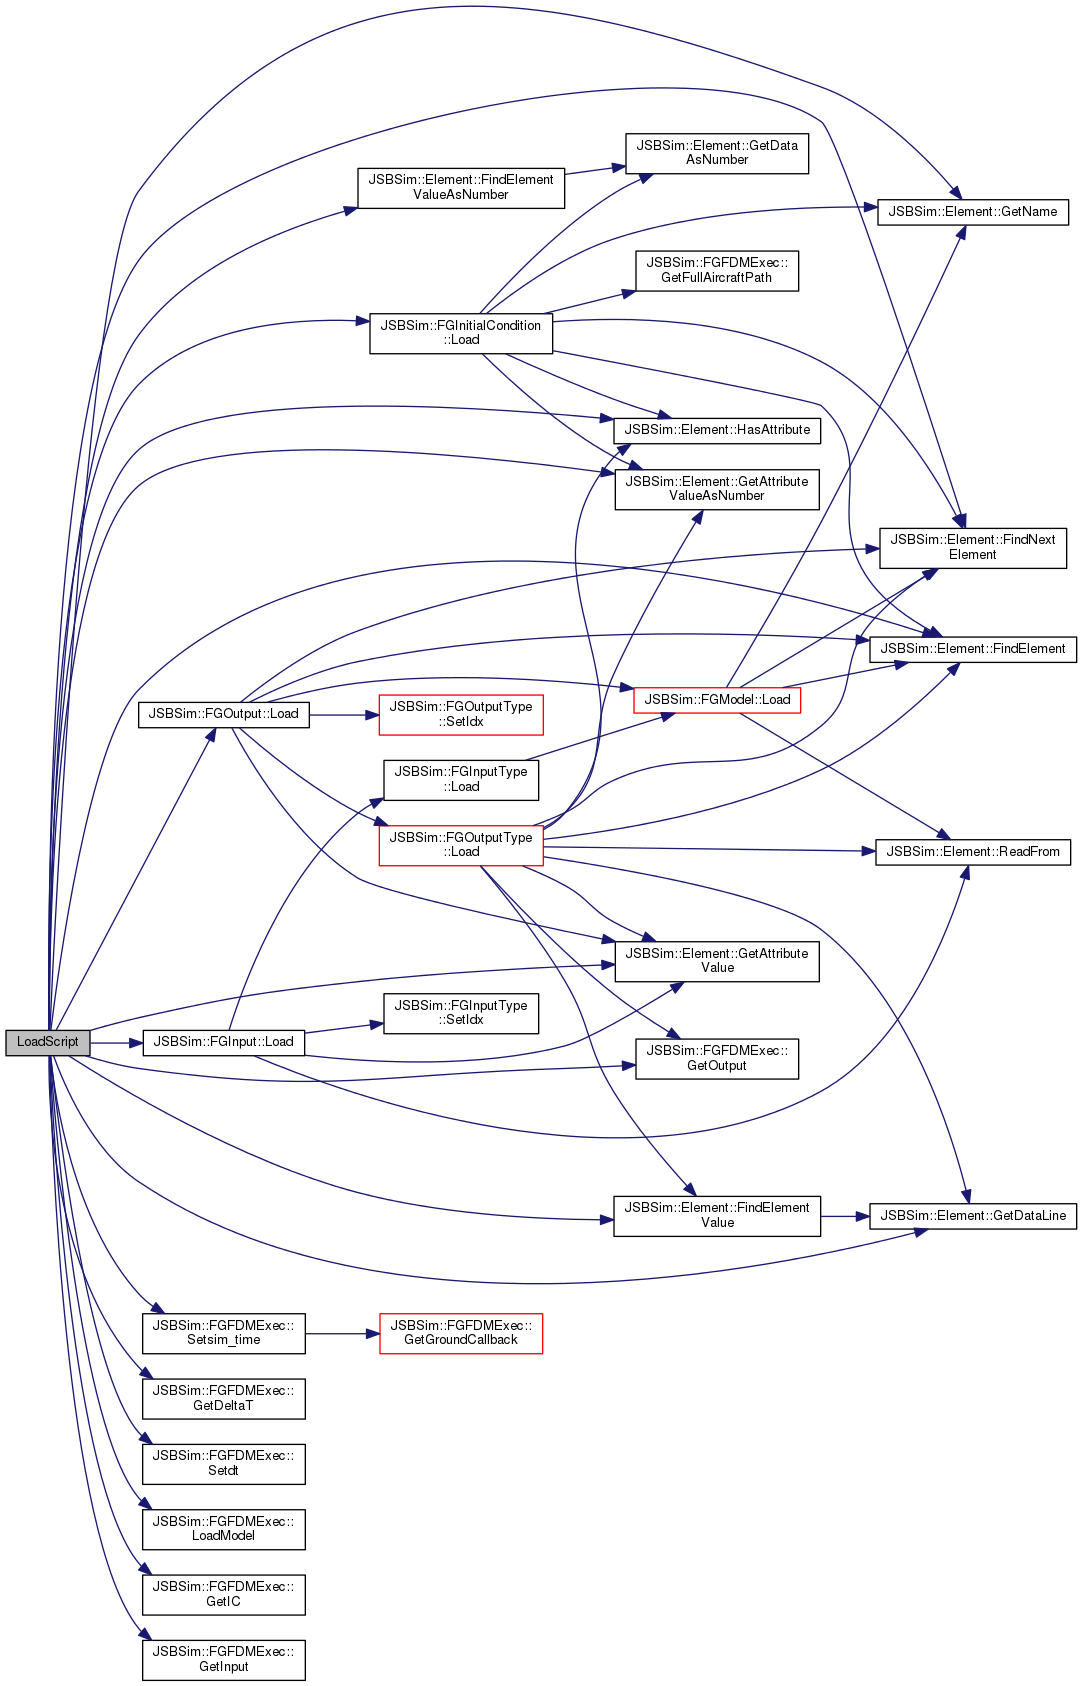 JSBSim::Element::GetData
AsNumber
JSBSim::Element::FindElement
ValueAsNumber
JSBSim::Element::GetName
JSBSim::FGFDMExec::
GetFullAircraftPath
JSBSim::FGInitialCondition
::Load
JSBSim::Element::HasAttribute
JSBSim::Element::GetAttribute
ValueAsNumber
JSBSim::Element::FindNext
Element
JSBSim::Element::FindElement
JSBSim::FGModel::Load
JSBSim::FGOutput::Load
JSBSim::FGOutputType
::SetIdx
JSBSim::FGInputType
::Load
JSBSim::FGOutputType
::Load
JSBSim::Element::ReadFrom
JSBSim::Element::GetAttribute
Value
JSBSim::FGInputType
::SetIdx
LoadScript
JSBSim::FGInput::Load
JSBSim::FGFDMExec::
GetOutput
JSBSim::Element::FindElement
Value
JSBSim::Element::GetDataLine
JSBSim::FGFDMExec::
Setsim_time
JSBSim::FGFDMExec::
GetGroundCallback
JSBSim::FGFDMExec::
GetDeltaT
JSBSim::FGFDMExec::
Setdt
JSBSim::FGFDMExec::
LoadModel
JSBSim::FGFDMExec::
GetIC
JSBSim::FGFDMExec::
GetInput